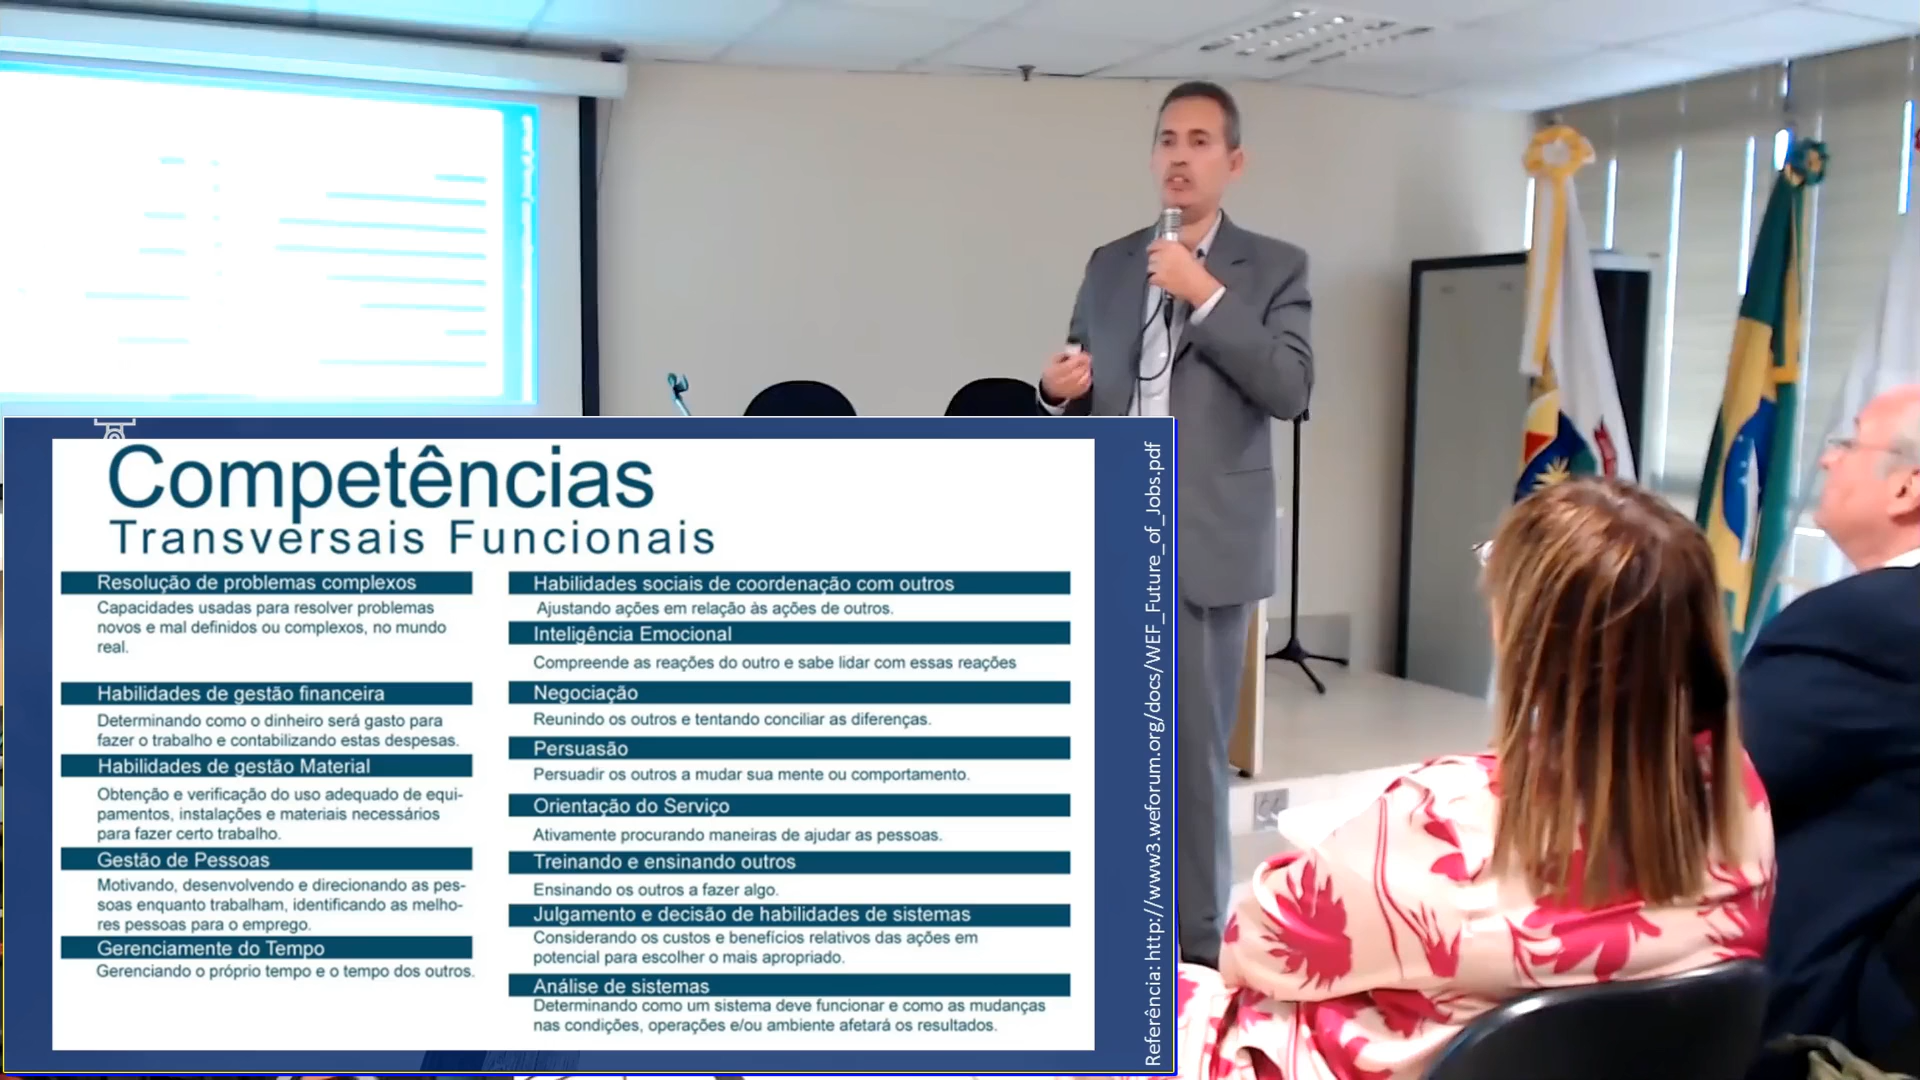 Competências
Transversais Funcionais
Resolução de problemas complexos
Capacidades usadas para resolver problemas
novos e mal definidos ou complexos, no mundo
real.
Habilidades de gestão financeira
Determinando como o dinheiro será gasto para
fazer o trabalho e contabilizando estas despesas.
Habilidades de gestão Material
Obtenção e verificação do uso adequado de equi-
pamentos, instalações e materiais necessários
para fazer certo trabalho.
Gestão de Pessoas
Motivando, desenvolvendo e direcionando as pes-
soas enquanto trabalham, identificando as melho-
res pessoas para o emprego.
Gerenciamente do Tempo
Gerenciando o próprio tempo e o tempo dos outros.
Habilidades sociais de coordenação com outros
Ajustando ações em relação às ações de outros.
Inteligência Emocional
Compreende as reações do outro e sabe lidar com essas reações
Negociação
Reunindo os outros e tentando conciliar as diferenças.
Persuasão
Persuadir os outros a mudar sua mente ou comportamento.
Orientação do Serviço
Ativamente procurando maneiras de ajudar as pessoas.
Treinando e ensinando outros
Ensinando os outros a fazer algo.
Julgamento e decisão de habilidades de sistemas
Considerando os custos e benefícios relativos das ações em
potencial para escolher o mais apropriado.
Análise de sistemas
Determinando como um sistema deve funcionar e como as mudanças
nas condições, operações e/ou ambiente afetará os resultados.
Referência: http://www3.weforum.org/docs/WEF_Future_of_Jobs.pdf